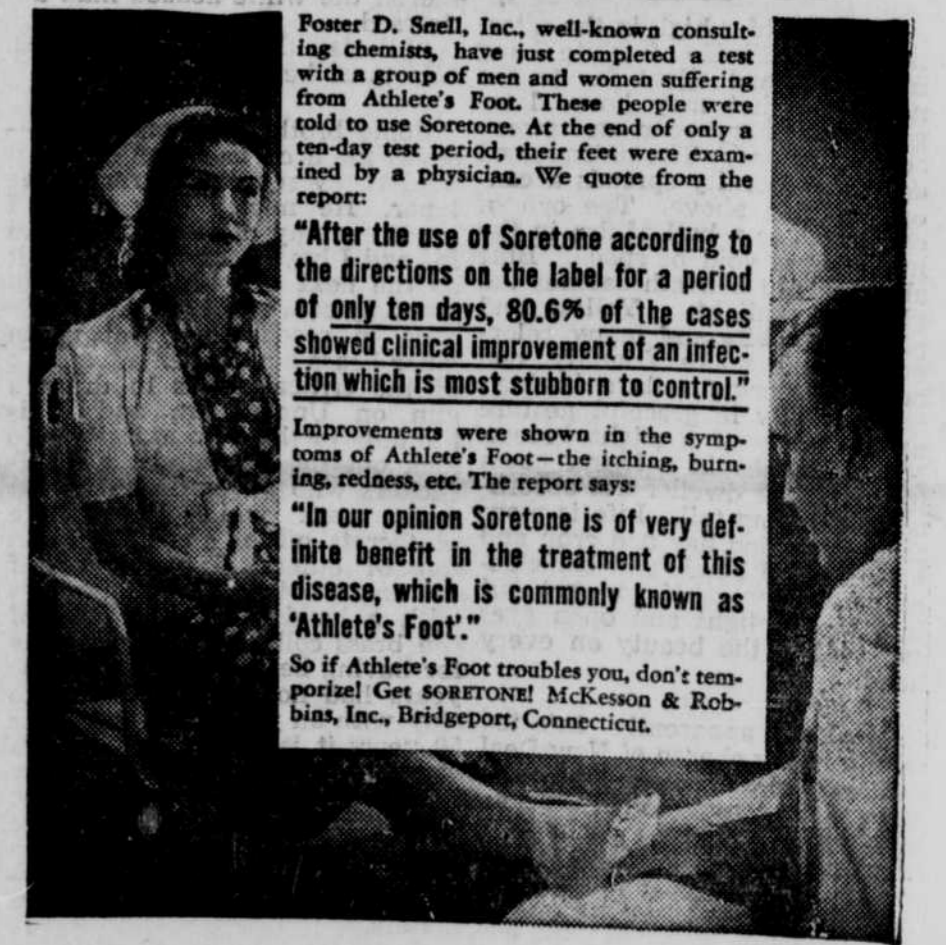 Foster D. Snell, Inc., well-known consult-
ing chemists, have just completed a test
with a group of men and women suffering
from Athlete's Foot. These people were
told to use Soretone. At the end of only a
ten-day test period, their feet were exam-
ined by a physician. We quote from the
report:
"After the use of Soretone according to
the directions on the label for a period
of only ten days, 80.6% of the cases
showed clinical improvement of an infec-
tion which is most stubborn to control."
Improvements were shown in the symp-
toms of Athlete's Foot—the itching, burn-
ing, redness, etc. The report says:
"In our opinion Soretone is of very def-
inite benefit in the treatment of this
disease, which is commonly known as
'Athlete's Foot'."
So if Athlete's Foot troubles you, don't tem-
porize! Get SORETONE! McKesson & Rob-
bins, Inc., Bridgeport, Connecticut.